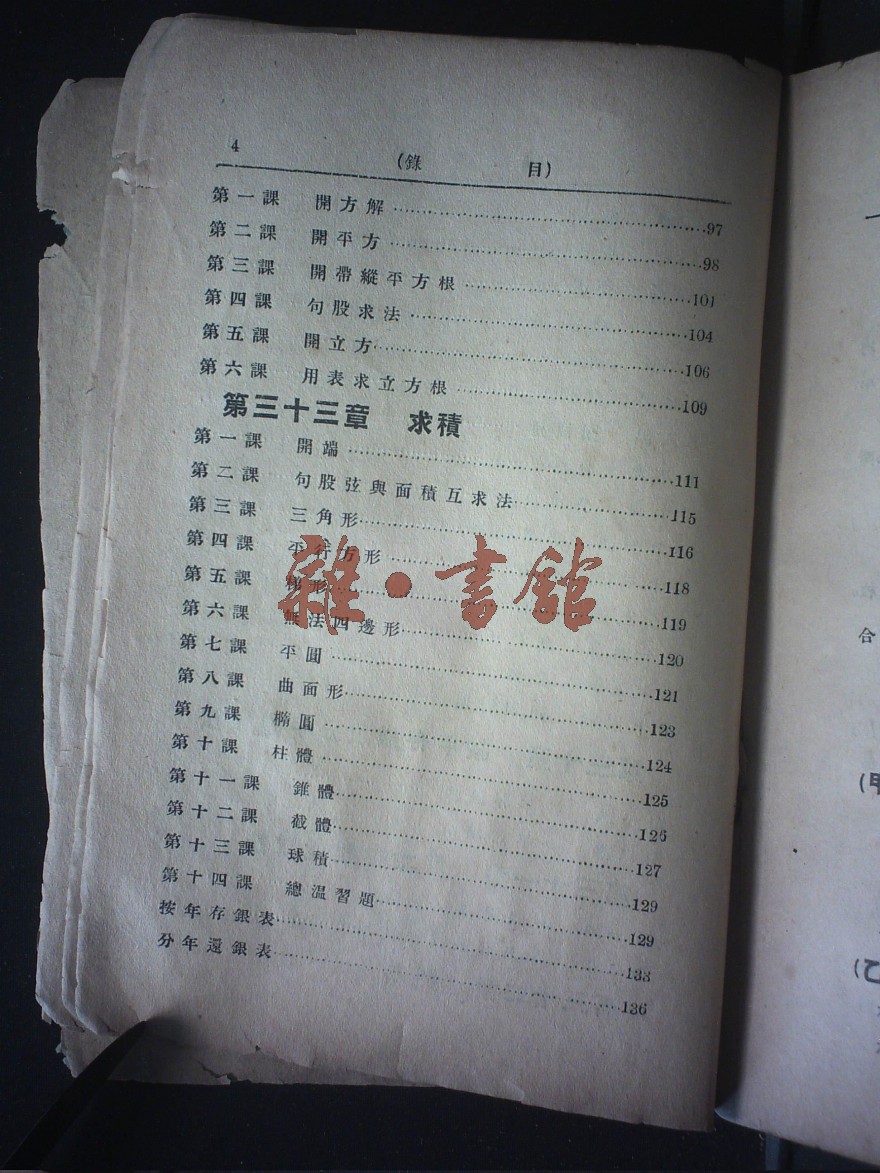 4
(錄 目)
第一課 開方解 97
第二課 開平方 98
第三課 開帶縱平方根 101
第四課 句股求法 104
第五課 開立方 106
第六課 用表求立方根 109
第三十三章 求積
第一課 開端 111
第二課 句股弦與面積互求法 115
第三課 三角形 116
第四課 平行方形 118
第五課 梯形 119
第六課 無法四邊形 120
第七課 平圓 121
第八課 曲面形 123
第九課 橢圓 124
第十課 柱體 125
第十一課 錐體 126
第十二課 截體 127
第十三課 球積 129
第十四課 總温習題 129
按年存銀表 133
分年還銀表 136
雜·書館
合
(甲
(乙